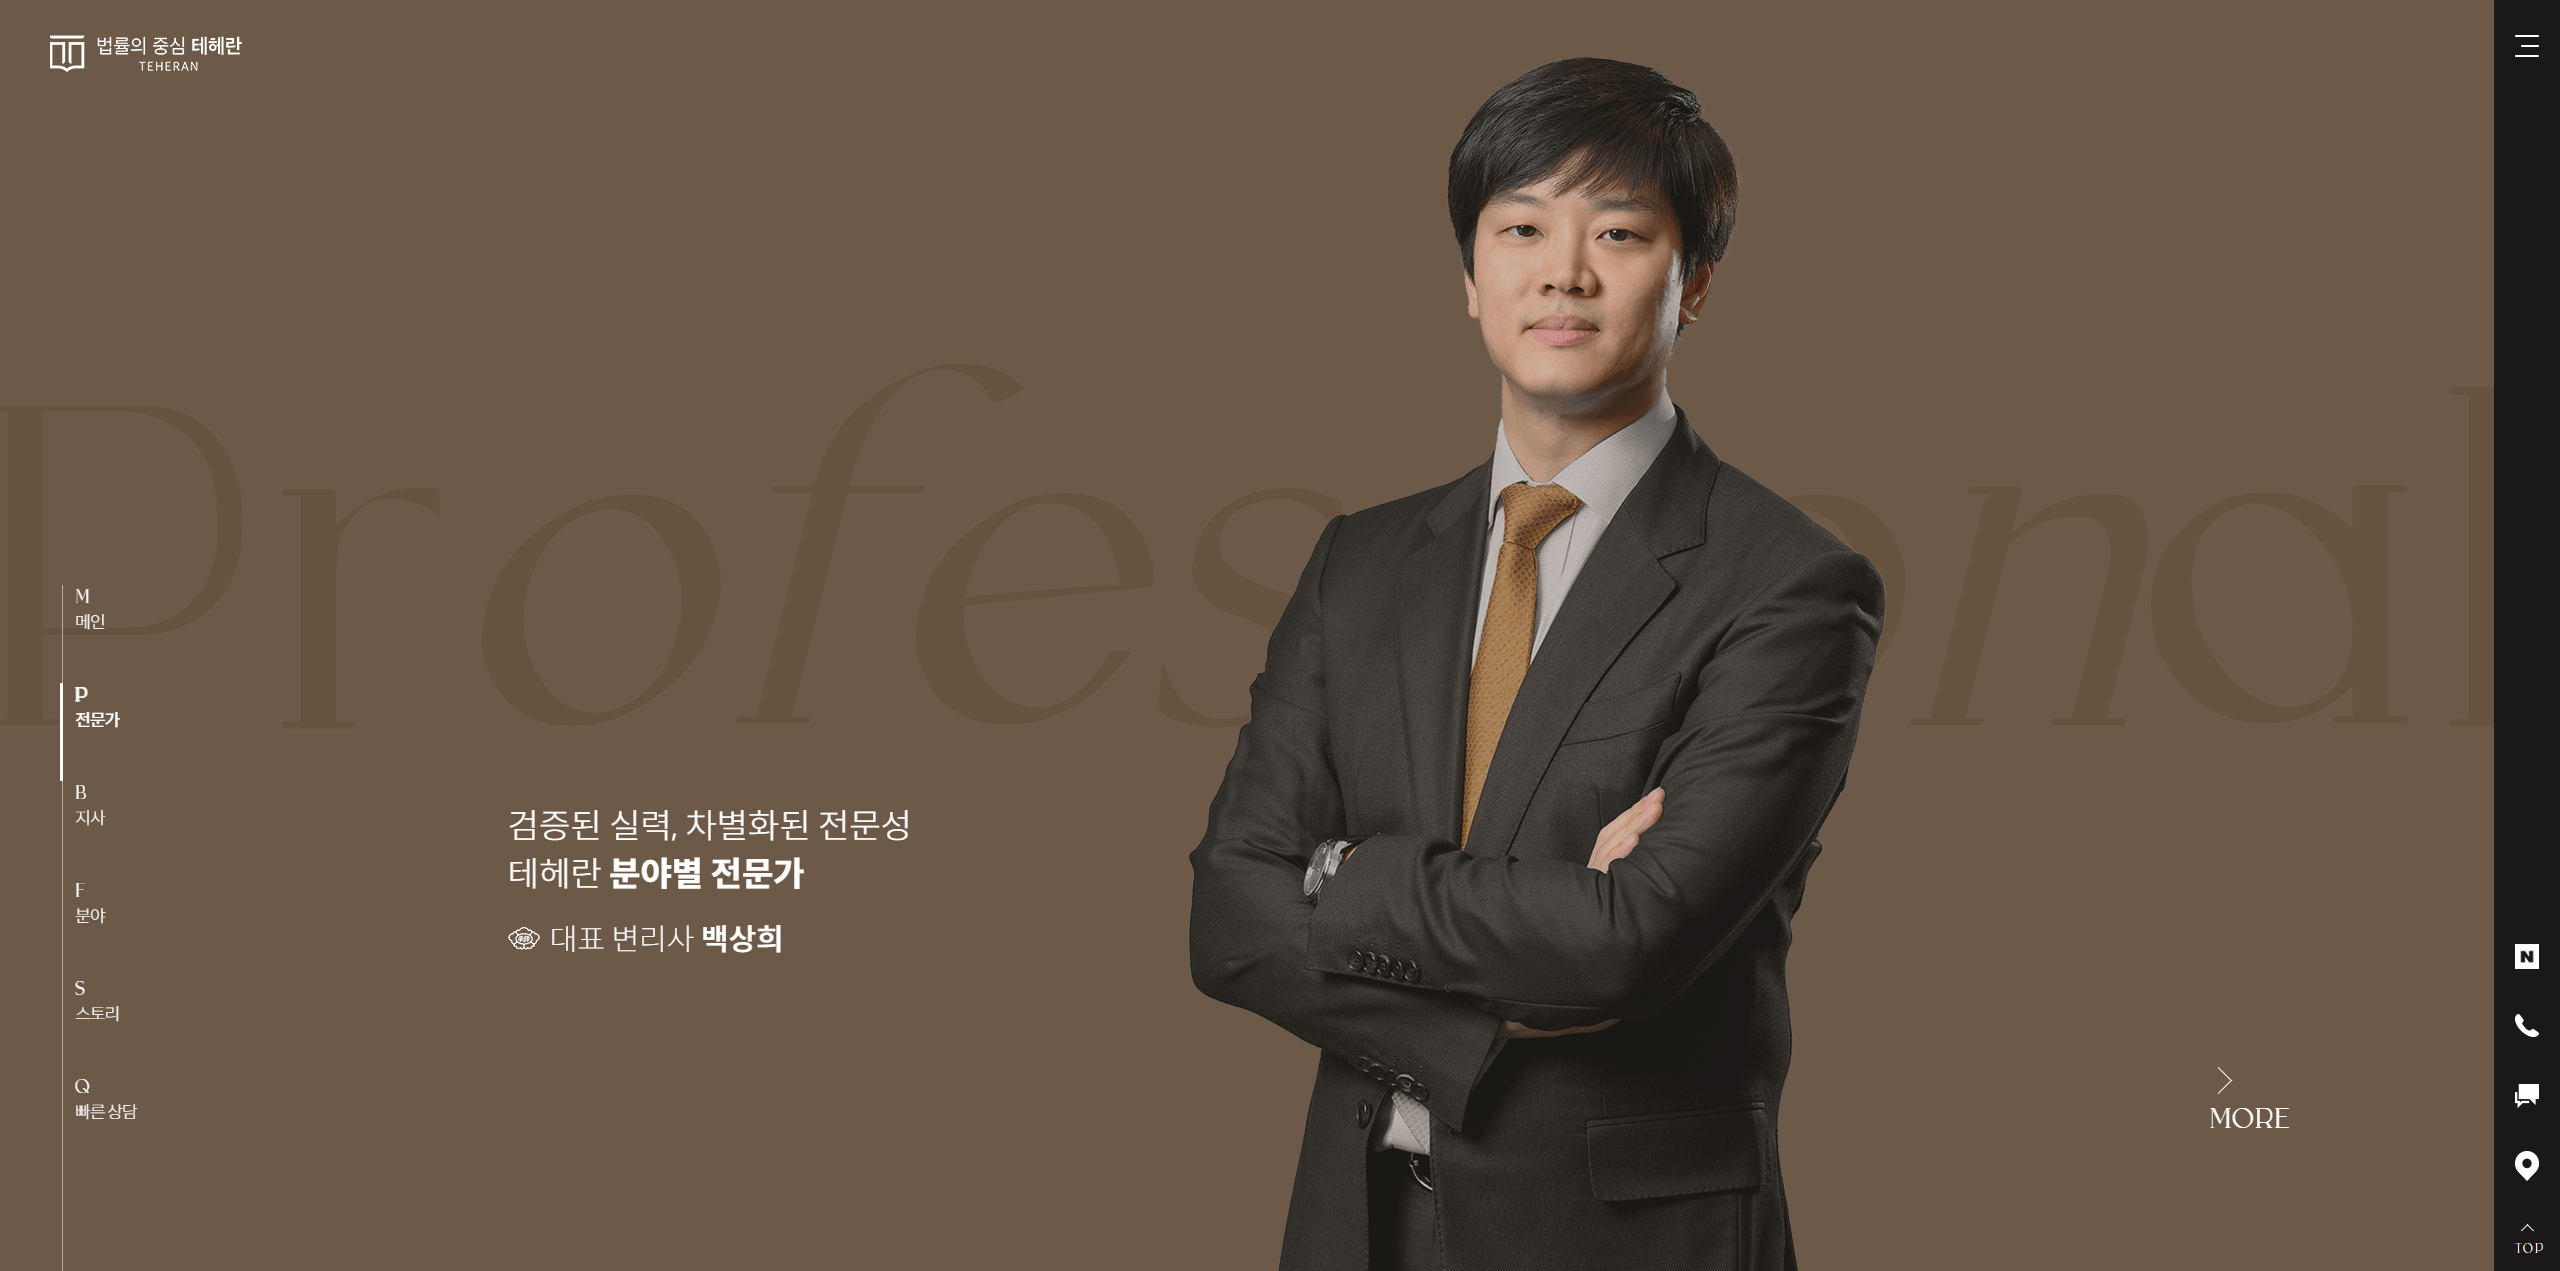 법률의 중심 테헤란
TEHERAN
Profes onal
M
메인
P
전문가
B
지사
F
분야
S
스토리
Q
빠른 상담
검증된 실력, 차별화된 전문성
테헤란 분야별 전문가
대표 변리사 백상희
MORE
N
TOP